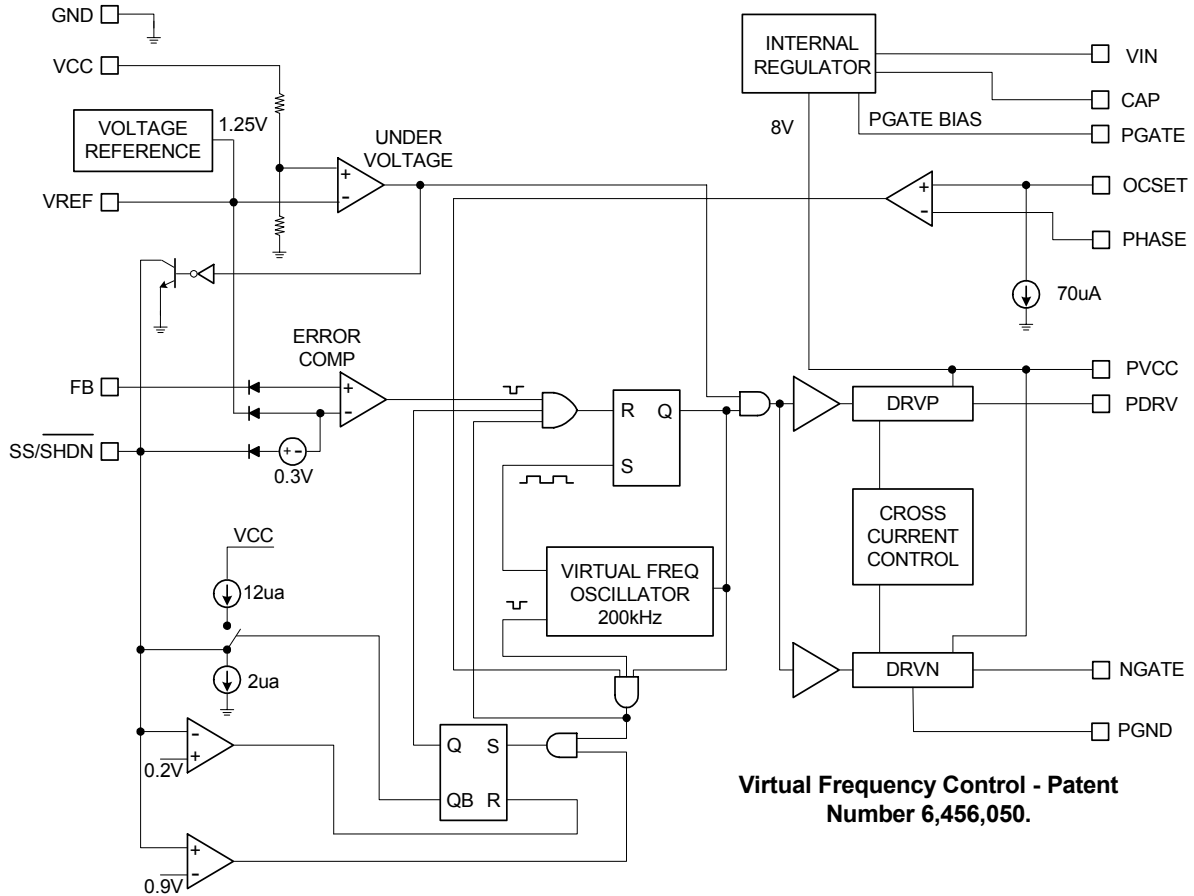 GND
VCC
VOLTAGE
REFERENCE
1.25V
VREF
UNDER
VOLTAGE
+
-
INTERNAL
REGULATOR
8V
PGATE BIAS
VIN
CAP
PGATE
OCSET
PHASE
+
-
70uA
ERROR
COMP
FB
+
-
SS/SHDN
+ -
0.3V
R Q
S
DRVP
PVCC
PDRV
CROSS
CURRENT
CONTROL
VCC
12ua
2ua
VIRTUAL FREQ
OSCILLATOR
200kHz
DRVN
NGATE
PGND
Q S
QB R
-
+
0.2V
+
-
0.9V
Virtual Frequency Control - Patent
Number 6,456,050.